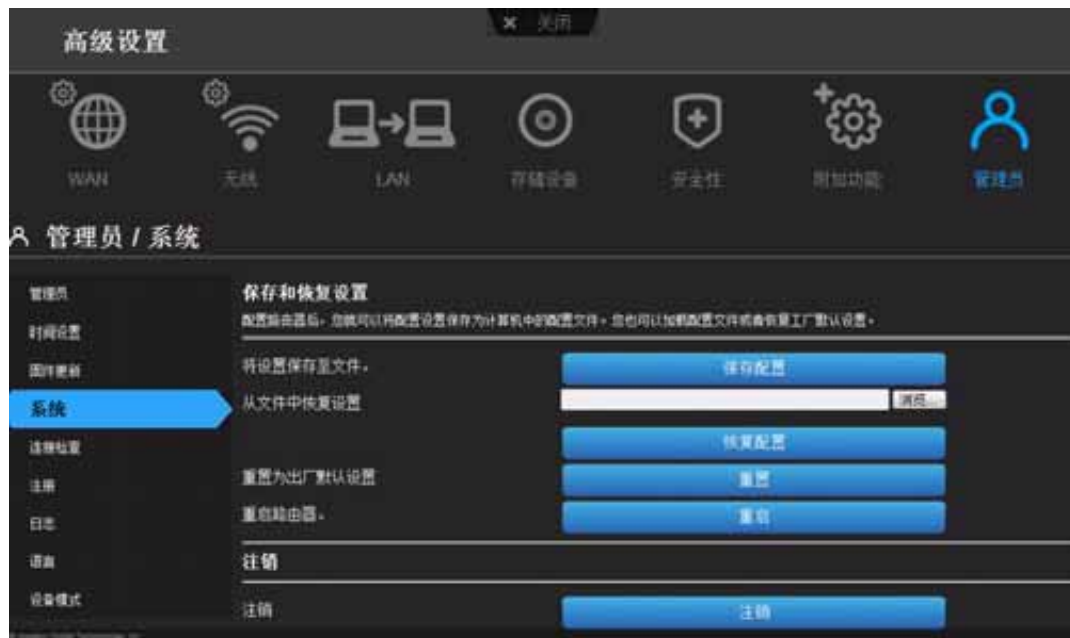 高级设置
× 关闭
WAN
无线
LAN
存储设备
安全性
附加功能
管理员
管理员 / 系统
管理员
时间设置
固件更新
系统
连接检查
注册
日志
语言
设备模式
保存和恢复设置
配置路由器后，您就可以将配置设置保存为计算机中的配置文件。您也可以加载配置文件或者恢复工厂默认设置。
将设置保存至文件。
保存配置
从文件中恢复设置
浏览...
恢复配置
重置为出厂默认设置
重置
重启路由器。
重启
注销
注销
注销